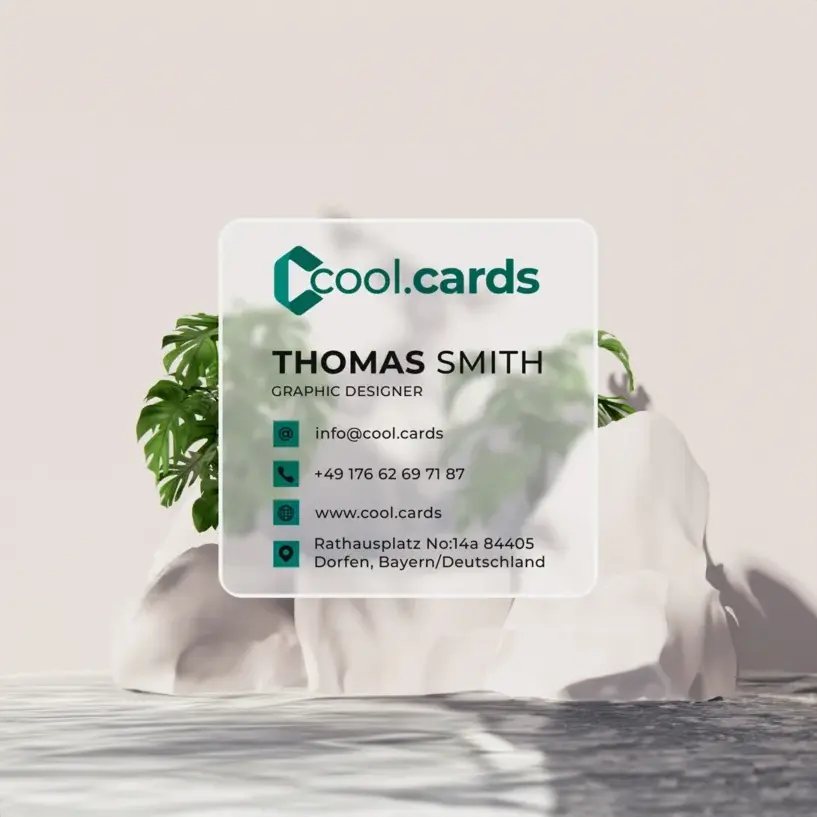 cool.cards
THOMAS SMITH
GRAPHIC DESIGNER
info@cool.cards
+49 176 62 69 71 87
www.cool.cards
Rathausplatz No:14a 84405
Dorfen, Bayern/Deutschland